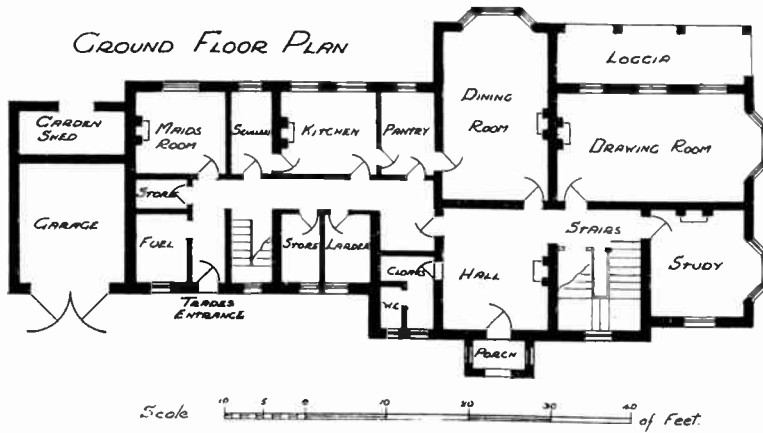 GROUND FLOOR PLAN
LOGGIA
GARDEN
SHED
MAIDS
ROOM
KITCHEN
PANTRY
DINING
ROOM
DRAWING ROOM
STORE
GARAGE
FUEL
STORE
LARDER
STAIRS
HALL
STUDY
CLOAKS
W.C.
TRADES
ENTRANCE
PORCH
Scale
10 5 0 10 20 30 40
of Feet.